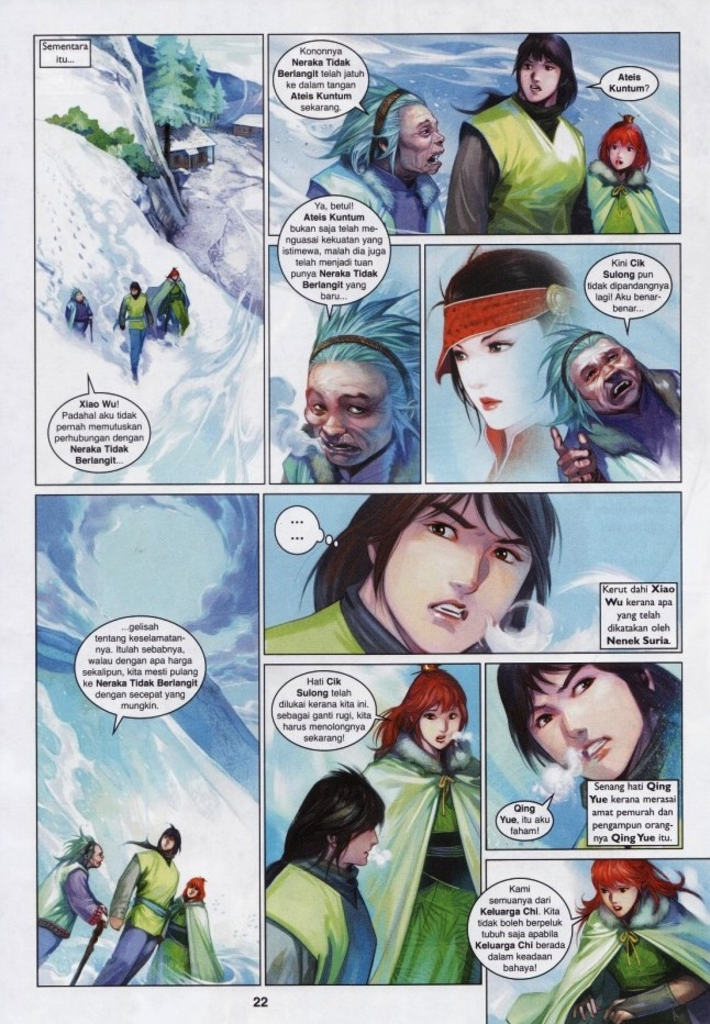 Sementara
itu...
Xiao Wu!
Padahal aku tidak
pernah memutuskan
perhubungan dengan
Neraka Tidak
Berlangit...
Kononnya
Neraka Tidak
Berlangit telah jatuh
ke dalam tangan
Ateis Kuntum
sekarang.
Ateis
Kuntum?
Ya, betul!
Ateis Kuntum
bukan saja telah me-
nguasai kekuatan yang
istimewa, malah dia juga
telah menjadi tuan
punya Neraka Tidak
Berlangit yang
baru...
Kini Cik
Sulong pun
tidak dipandangnya
lagi! Aku benar-
benar...
...gelisah
tentang keselamatan-
nya. Itulah sebabnya,
walau dengan apa harga
sekalipun, kita mesti pulang
ke Neraka Tidak Berlangit
dengan secepat yang
mungkin.
...
...
Kerut dahi Xiao
Wu kerana apa
yang telah
dikatakan oleh
Nenek Suria.
Hati Cik
Sulong telah
dilukai kerana kita ini.
sebagai ganti rugi, kita
harus menolongnya
sekarang!
Qing
Yue, itu aku
faham!
Senang hati Qing
Yue kerana merasai
amat pemurah dan
pengampun orang-
nya Qing Yue itu.
Kami
semuanya dari
Keluarga Chi. Kita
tidak boleh berpeluk
tubuh saja apabila
Keluarga Chi berada
dalam keadaan
bahaya!
22